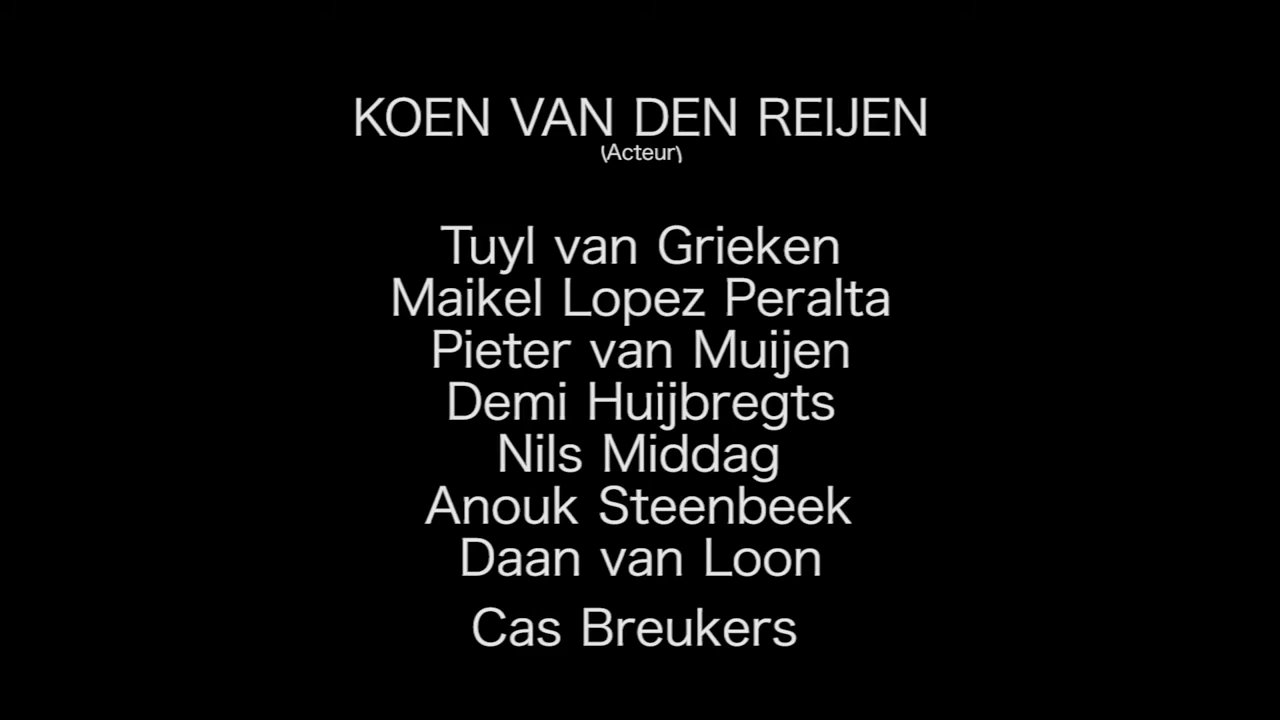 KOEN VAN DEN REIJEN
(Acteur)
Tuyl van Grieken
Maikel Lopez Peralta
Pieter van Muijen
Demi Huijbregts
Nils Middag
Anouk Steenbeek
Daan van Loon
Cas Breukers